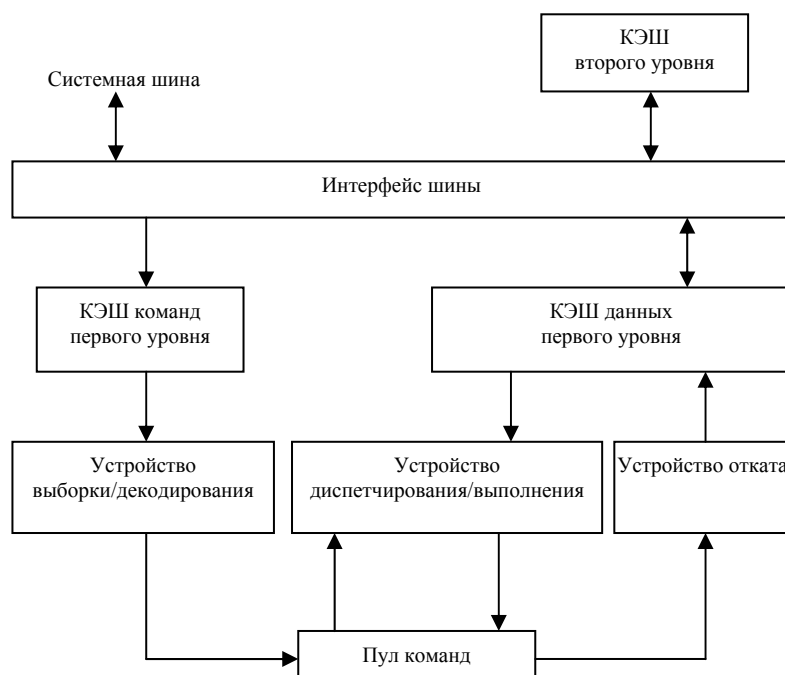 КЭШ
второго уровня
Системная шина
Интерфейс шины
КЭШ команд
первого уровня
КЭШ данных
первого уровня
Устройство
выборки/декодирования
Устройство
диспетчирования/выполнения
Устройство отката
Пул команд